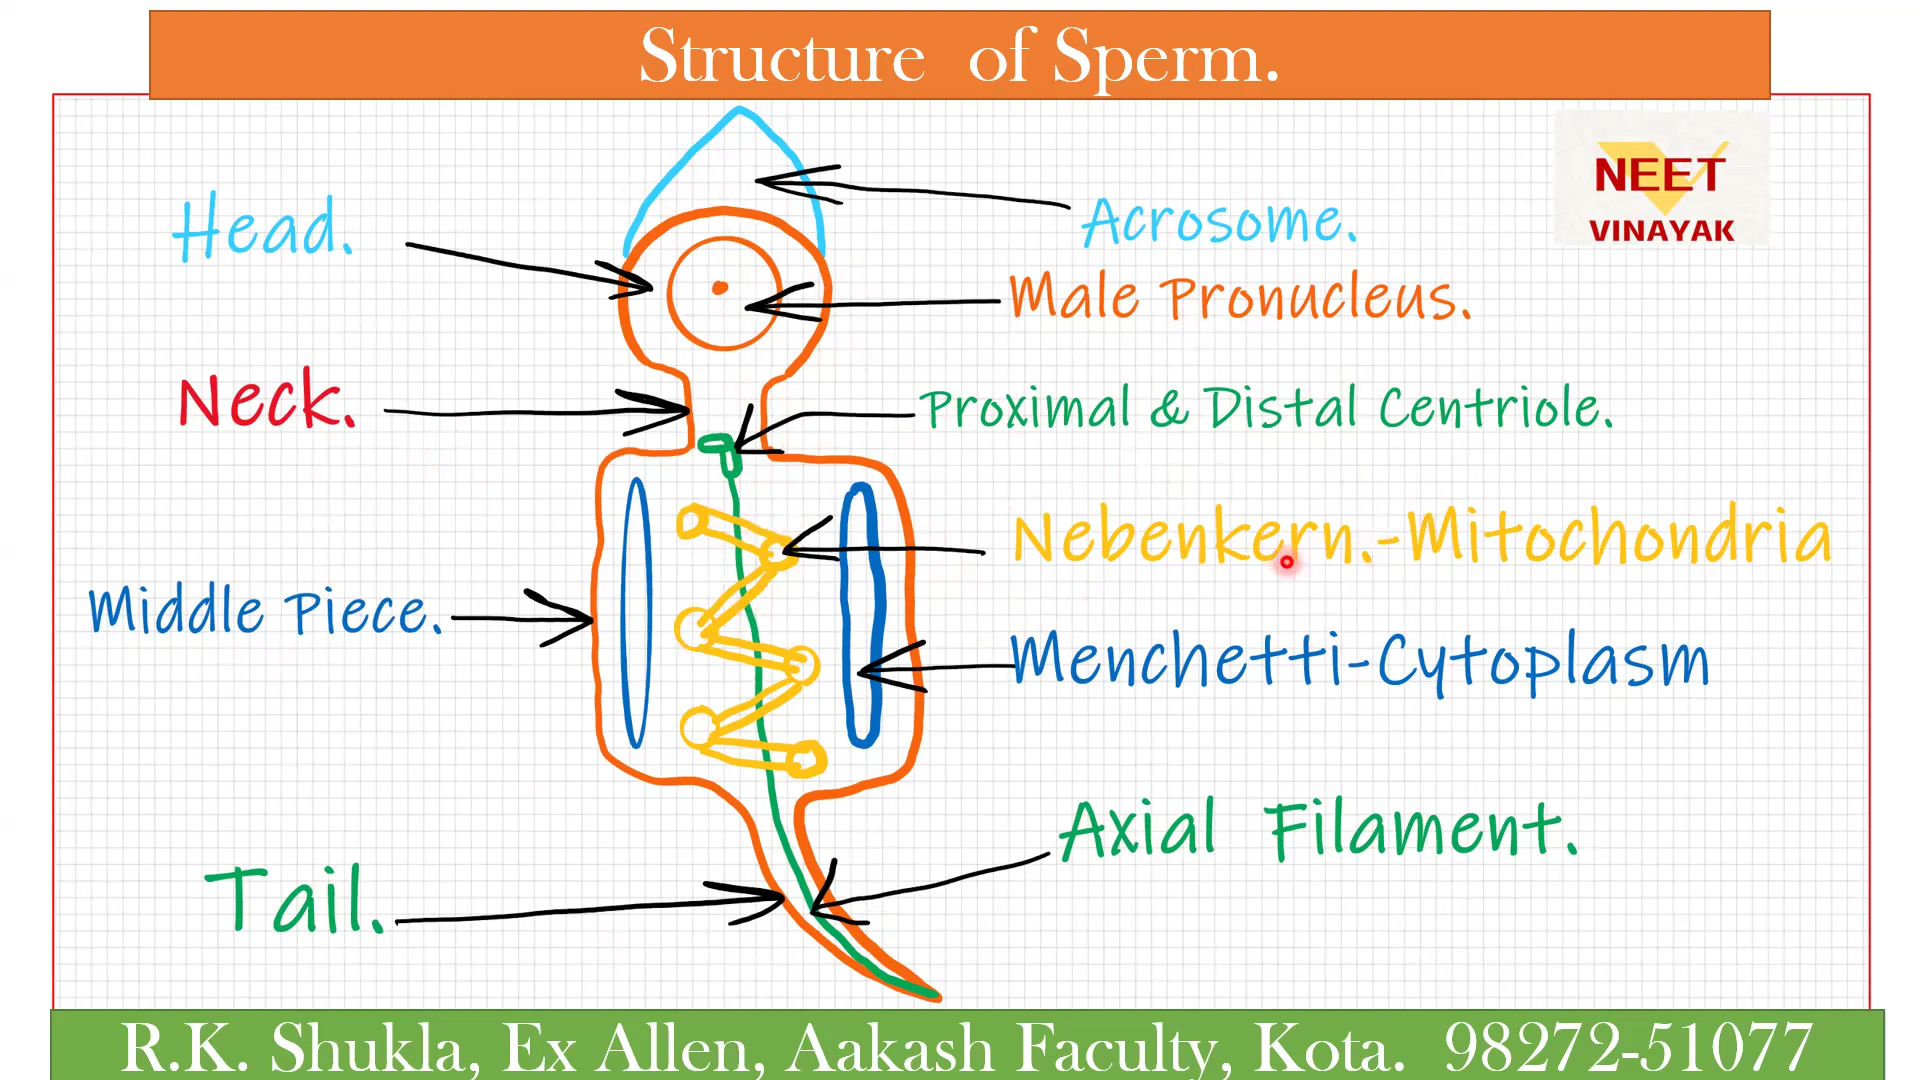 Structure of Sperm.
NEET
VINAYAK
Head.
Acrosome.
Male Pronucleus.
Neck.
Proximal & Distal Centriole.
Nebenkern.-Mitochondria
Middle Piece.
Menchetti-Cytoplasm
Axial Filament.
Tail.
R.K. Shukla, Ex Allen, Aakash Faculty, Kota. 98272-51077